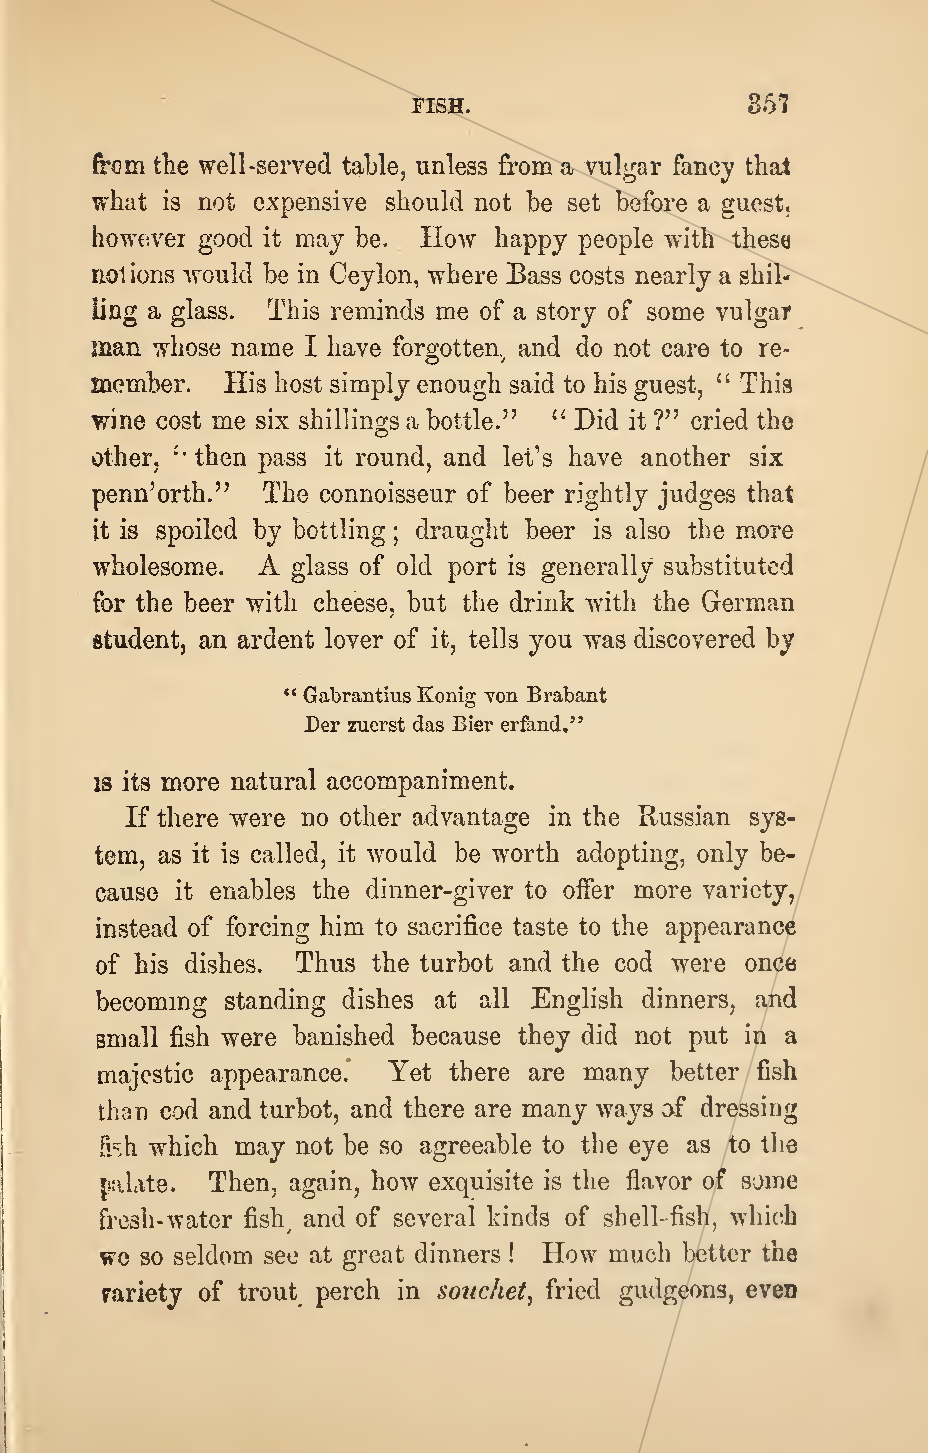 FISH. 357
from the well-served table, unless from a vulgar fancy that
what is not expensive should not be set before a guest,
however good it may be. How happy people with these
notions would be in Ceylon, where Bass costs nearly a shil-
ling a glass. This reminds me of a story of some vulgar
man whose name I have forgotten, and do not care to re-
member. His host simply enough said to his guest, “ This
wine cost me six shillings a bottle.” “ Did it ?” cried the
other, “ then pass it round, and let’s have another six
penn’orth.” The connoisseur of beer rightly judges that
it is spoiled by bottling ; draught beer is also the more
wholesome. A glass of old port is generally substituted
for the beer with cheese, but the drink with the German
student, an ardent lover of it, tells you was discovered by
“ Gabrantius Konig von Brabant
Der zuerst das Bier erfand.”
is its more natural accompaniment.
If there were no other advantage in the Russian sys-
tem, as it is called, it would be worth adopting, only be-
cause it enables the dinner-giver to offer more variety,
instead of forcing him to sacrifice taste to the appearance
of his dishes. Thus the turbot and the cod were once
becoming standing dishes at all English dinners, and
small fish were banished because they did not put in a
majestic appearance. Yet there are many better fish
than cod and turbot, and there are many ways of dressing
fish which may not be so agreeable to the eye as to the
palate. Then, again, how exquisite is the flavor of some
fresh-water fish, and of several kinds of shell-fish, which
we so seldom see at great dinners ! How much better the
variety of trout, perch in souchet, fried gudgeons, even